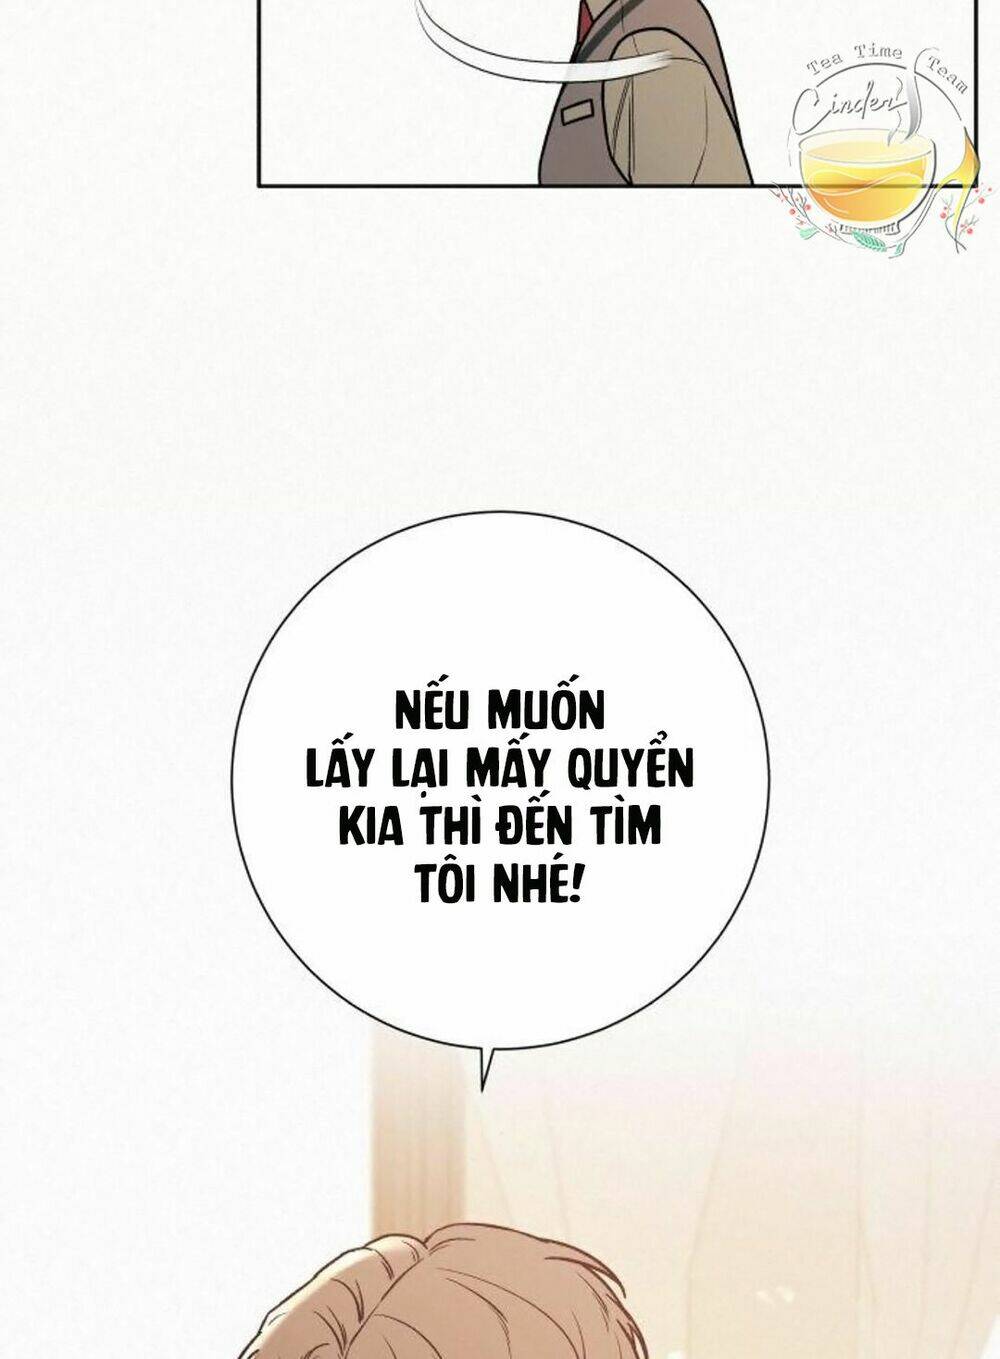 Tea Time Team
Cinder
NẾU MUỐN
LẤY LẠI MẤY QUYỂN
KIA THÌ ĐẾN TÌM
TÔI NHÉ!